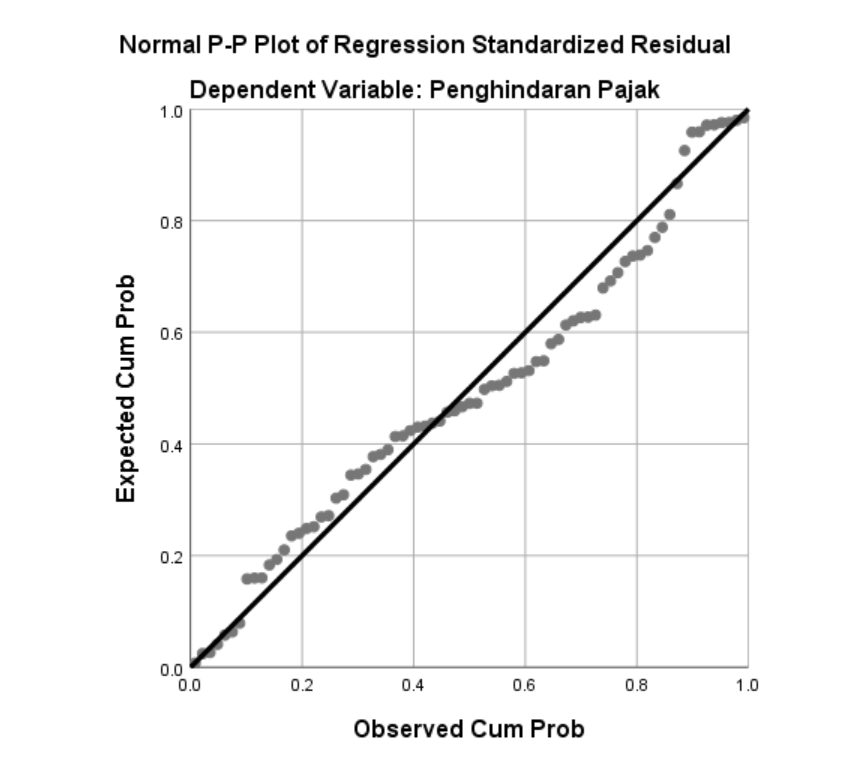 Normal P-P Plot of Regression Standardized Residual
Dependent Variable: Penghindaran Pajak
1.0
0.8
0.6
0.4
0.2
0.0
Expected Cum Prob
0.0 0.2 0.4 0.6 0.8 1.0
Observed Cum Prob